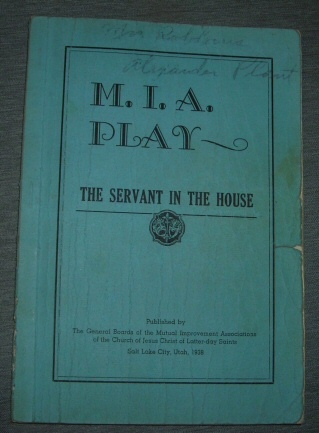 Alexander
M. I. A.
PLAY
THE SERVANT IN THE HOUSE
Published by
The General Boards of the Mutual Improvement Associations
of the Church of Jesus Christ of Latter-day Saints
Salt Lake City, Utah, 1938